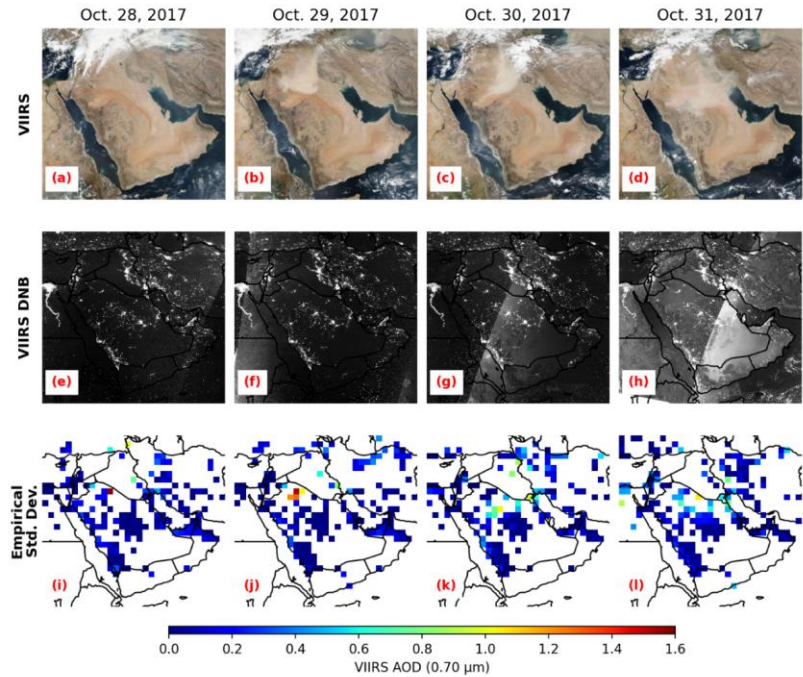 Oct. 28, 2017
Oct. 29, 2017
Oct. 30, 2017
Oct. 31, 2017
VIIRS
(a)
(b)
(c)
(d)
VIIRS DNB
(e)
(f)
(g)
(h)
Empirical
Std. Dev.
(i)
(j)
(k)
(l)
0.0
0.2
0.4
0.6
0.8
1.0
1.2
1.4
1.6
VIIRS AOD (0.70 μm)